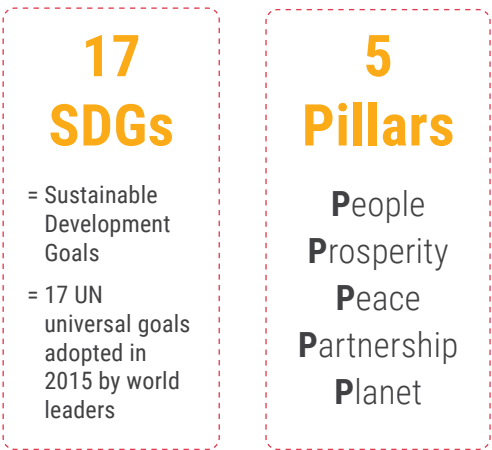 17
SDGs
= Sustainable
Development
Goals
= 17 UN
universal goals
adopted in
2015 by world
leaders
5
Pillars
People
Prosperity
Peace
Partnership
Planet